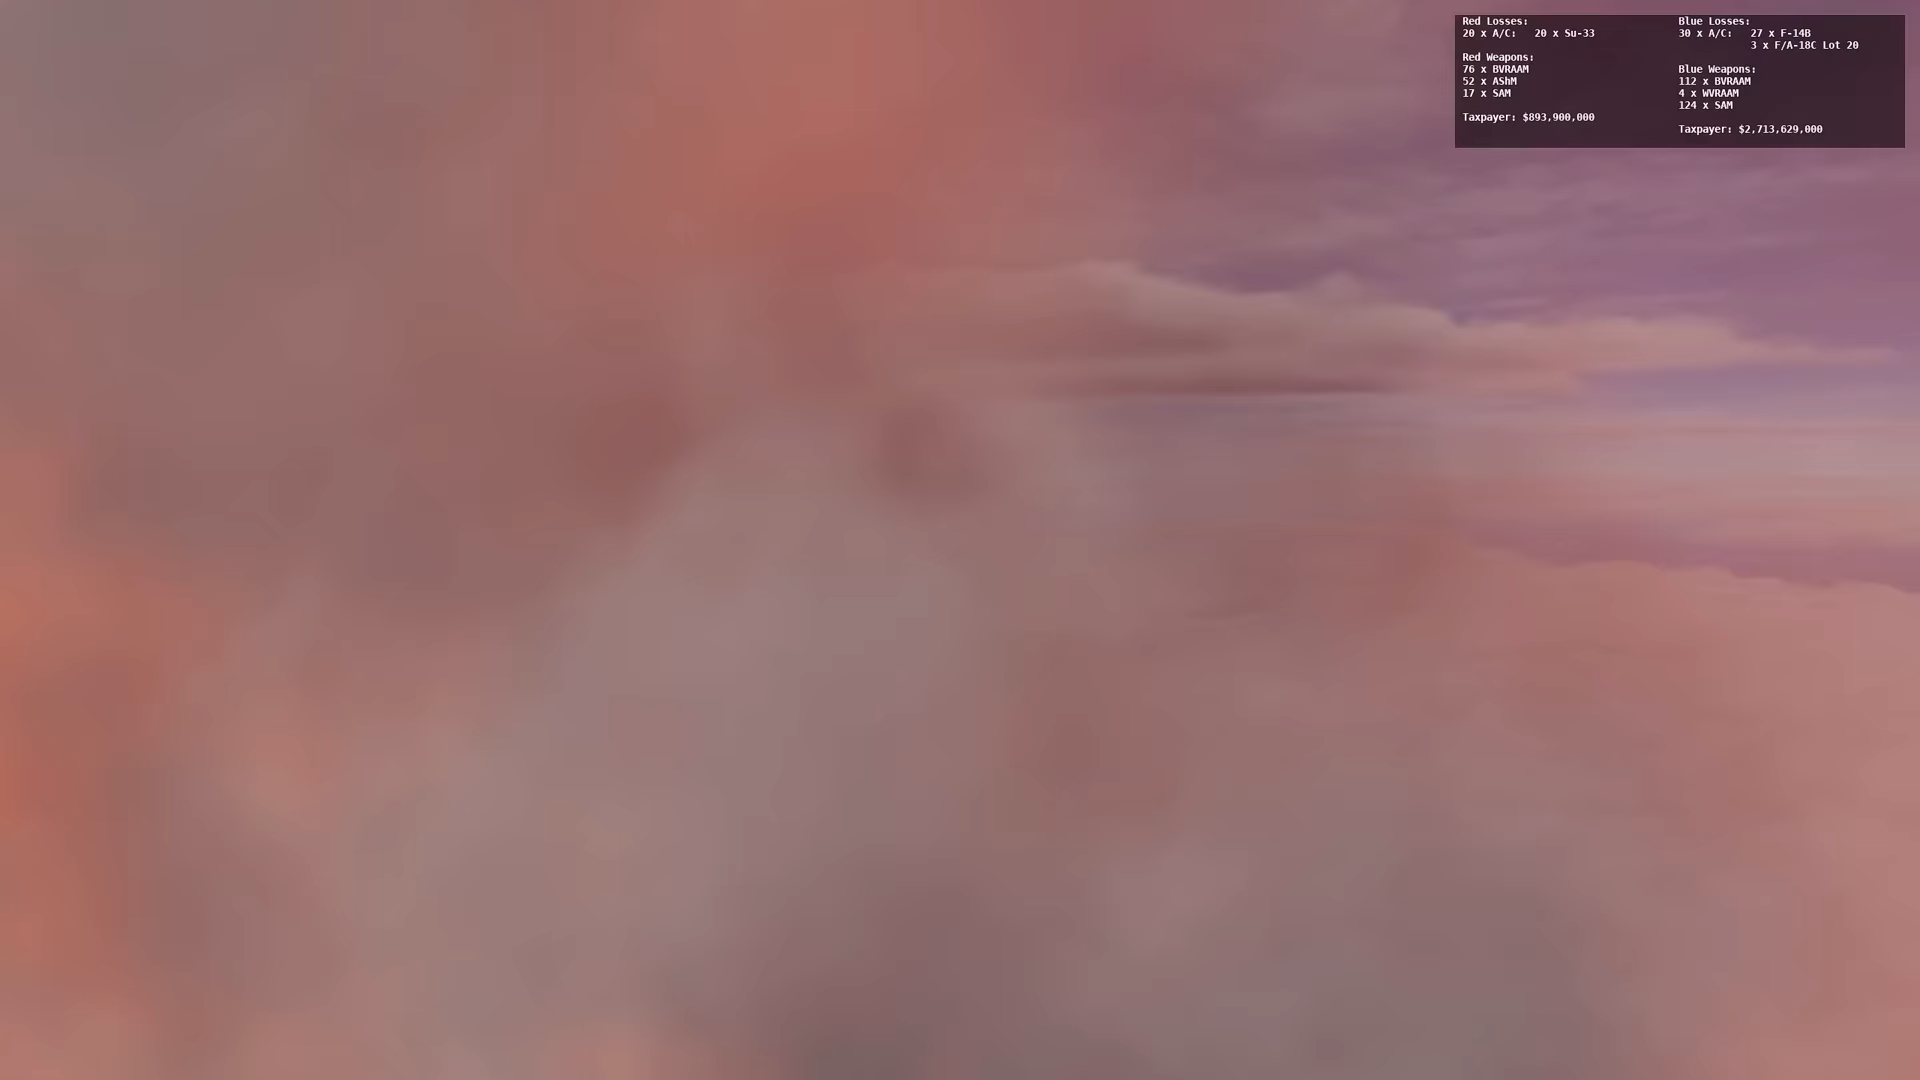 Red Losses:
20 x A/C:   20 x Su-33
Red Weapons:
76 x BVRAAM
52 x AShM
17 x SAM
Taxpayer: $893,900,000
Blue Losses:
30 x A/C:   27 x F-14B
3 x F/A-18C Lot 20
Blue Weapons:
112 x BVRAAM
4 x WVRAAM
124 x SAM
Taxpayer: $2,713,629,000